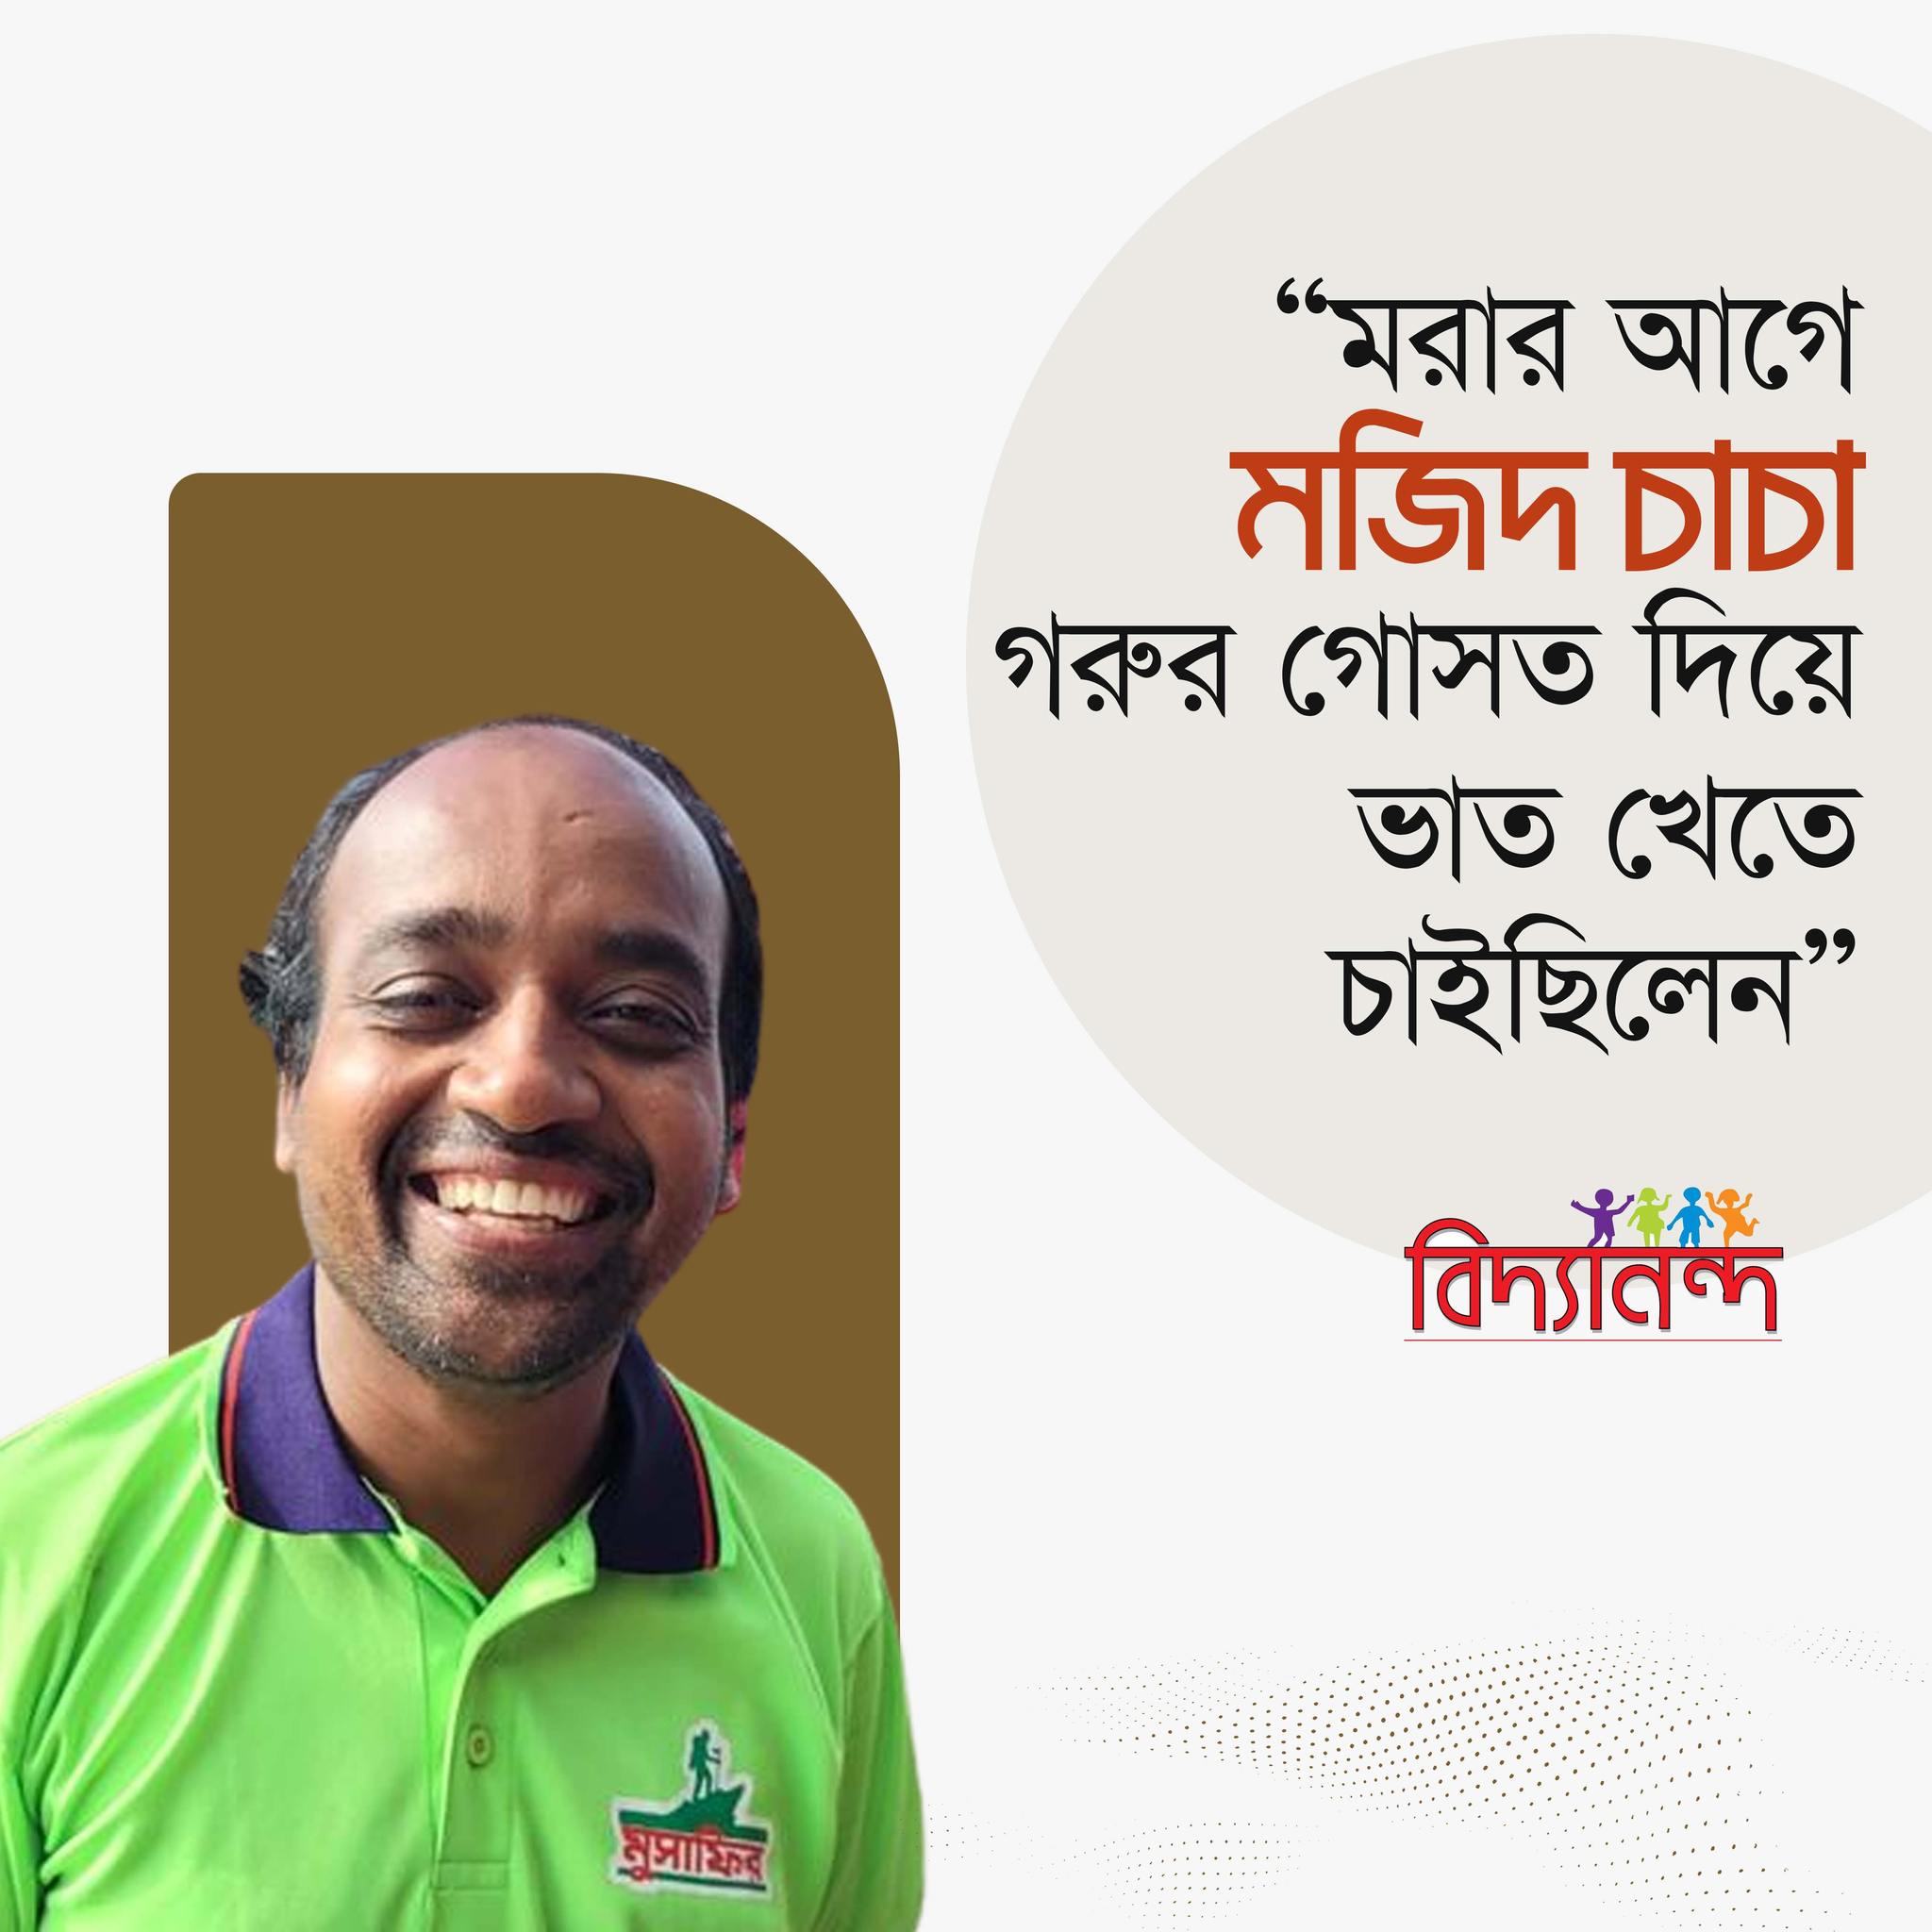 “মরার আগে
মজিদ চাচা
গরুর গোসত দিয়ে
ভাত খেতে
চাইছিলেন”
বিদ্যানন্দ
মুসাফির